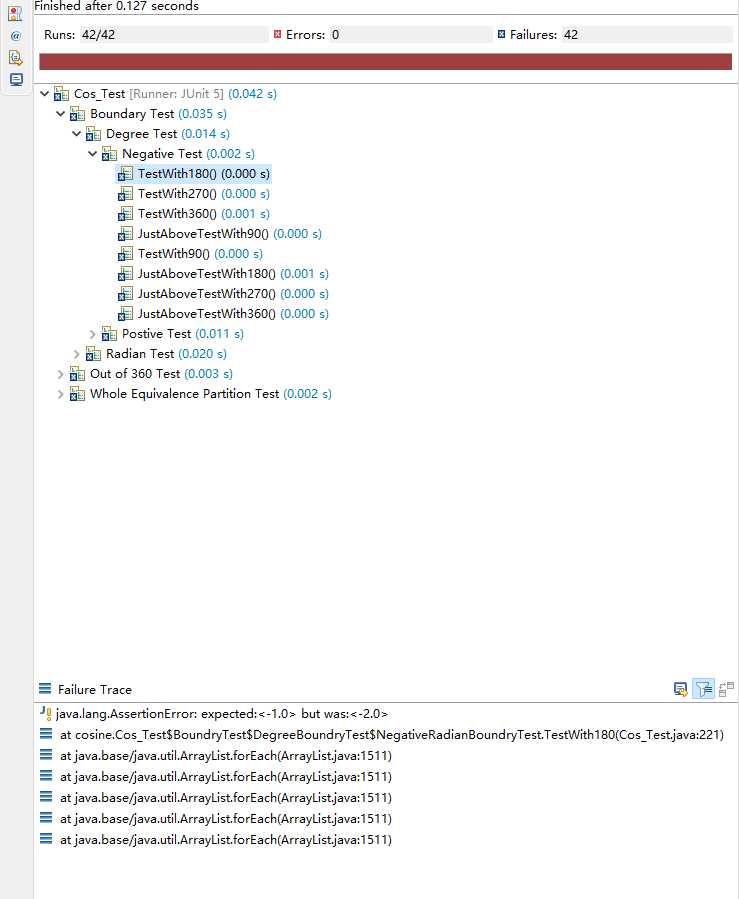 Finished after 0.127 seconds
Runs: 42/42 Errors: 0 Failures: 42
Cos_Test [Runner: JUnit 5] (0.042 s)
Boundary Test (0.035 s)
Degree Test (0.014 s)
Negative Test (0.002 s)
TestWith180() (0.000 s)
TestWith270() (0.000 s)
TestWith360() (0.001 s)
JustAboveTestWith90() (0.000 s)
TestWith90() (0.000 s)
JustAboveTestWith180() (0.001 s)
JustAboveTestWith270() (0.000 s)
JustAboveTestWith360() (0.000 s)
Postive Test (0.011 s)
Radian Test (0.020 s)
Out of 360 Test (0.003 s)
Whole Equivalence Partition Test (0.002 s)
Failure Trace
java.lang.AssertionError: expected:<-1.0> but was:<-2.0>
at cosine.Cos_Test$BoundryTest$DegreeBoundryTest$NegativeRadianBoundryTest.TestWith180(Cos_Test.java:221)
at java.base/java.util.ArrayList.forEach(ArrayList.java:1511)
at java.base/java.util.ArrayList.forEach(ArrayList.java:1511)
at java.base/java.util.ArrayList.forEach(ArrayList.java:1511)
at java.base/java.util.ArrayList.forEach(ArrayList.java:1511)
at java.base/java.util.ArrayList.forEach(ArrayList.java:1511)